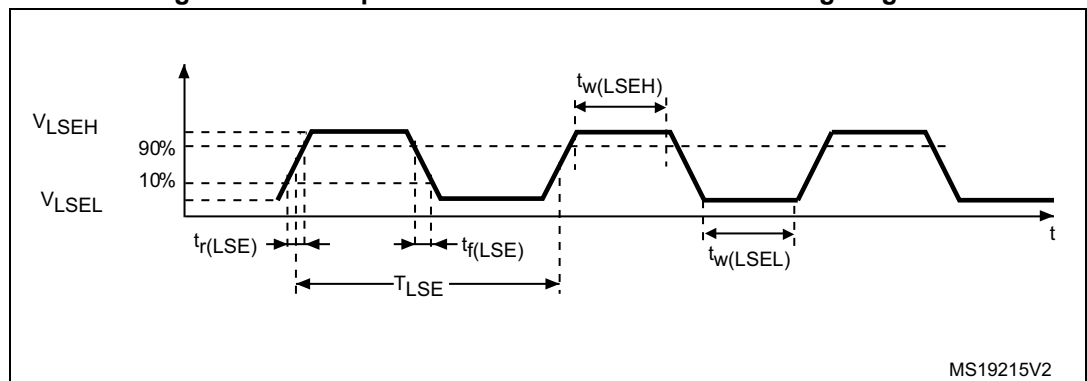 tw(LSEH)
VLSEH
90%
10%
VLSEL
tr(LSE)
tf(LSE)
tw(LSEL)
t
TLSE
MS19215V2